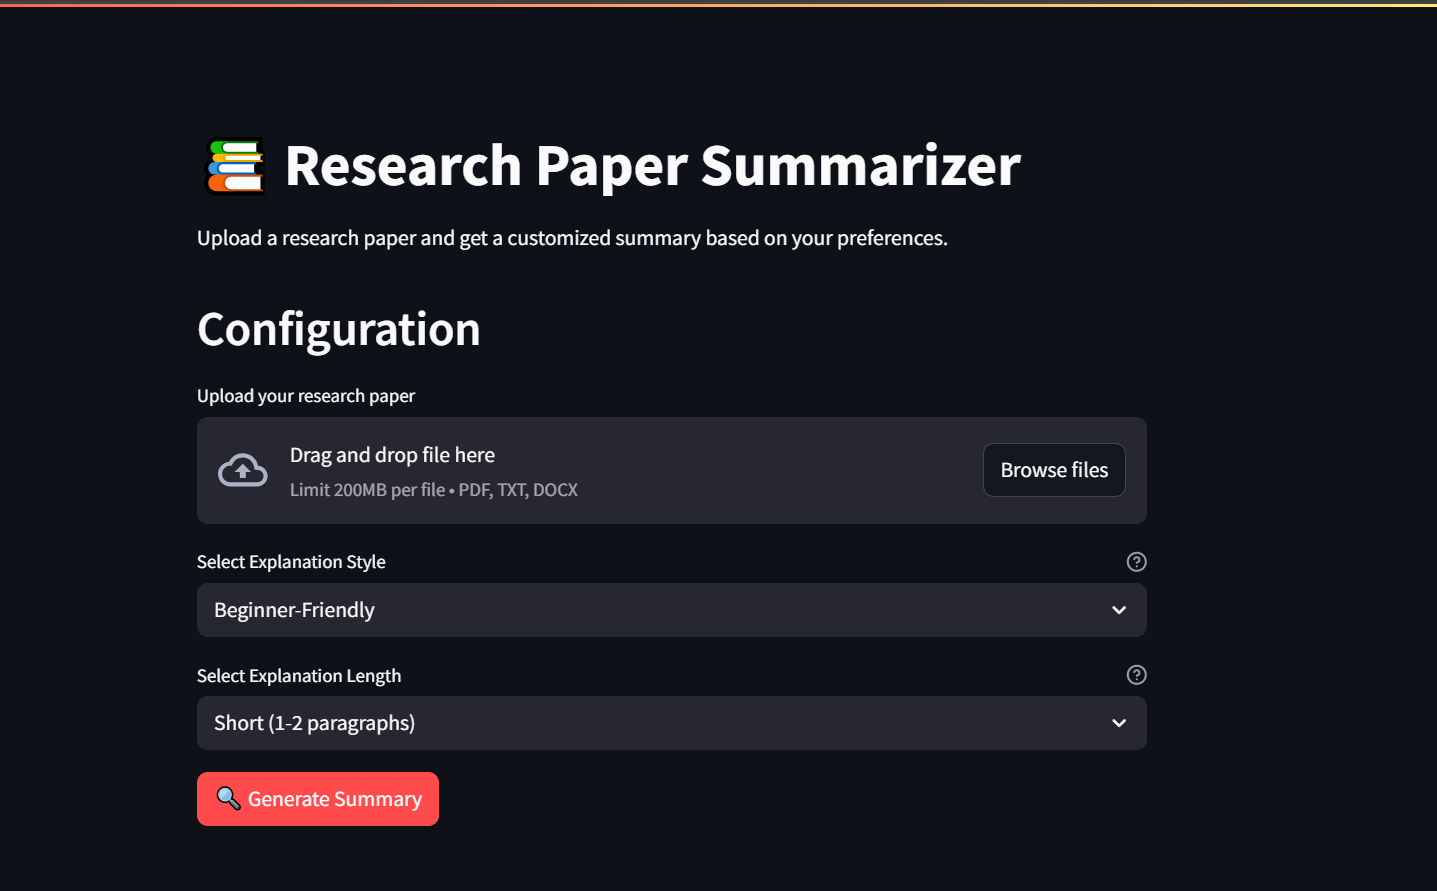 Research Paper Summarizer
Upload a research paper and get a customized summary based on your preferences.
Configuration
Upload your research paper
Drag and drop file here
Limit 200MB per file • PDF, TXT, DOCX
Browse files
Select Explanation Style
Beginner-Friendly
Select Explanation Length
Short (1-2 paragraphs)
Generate Summary